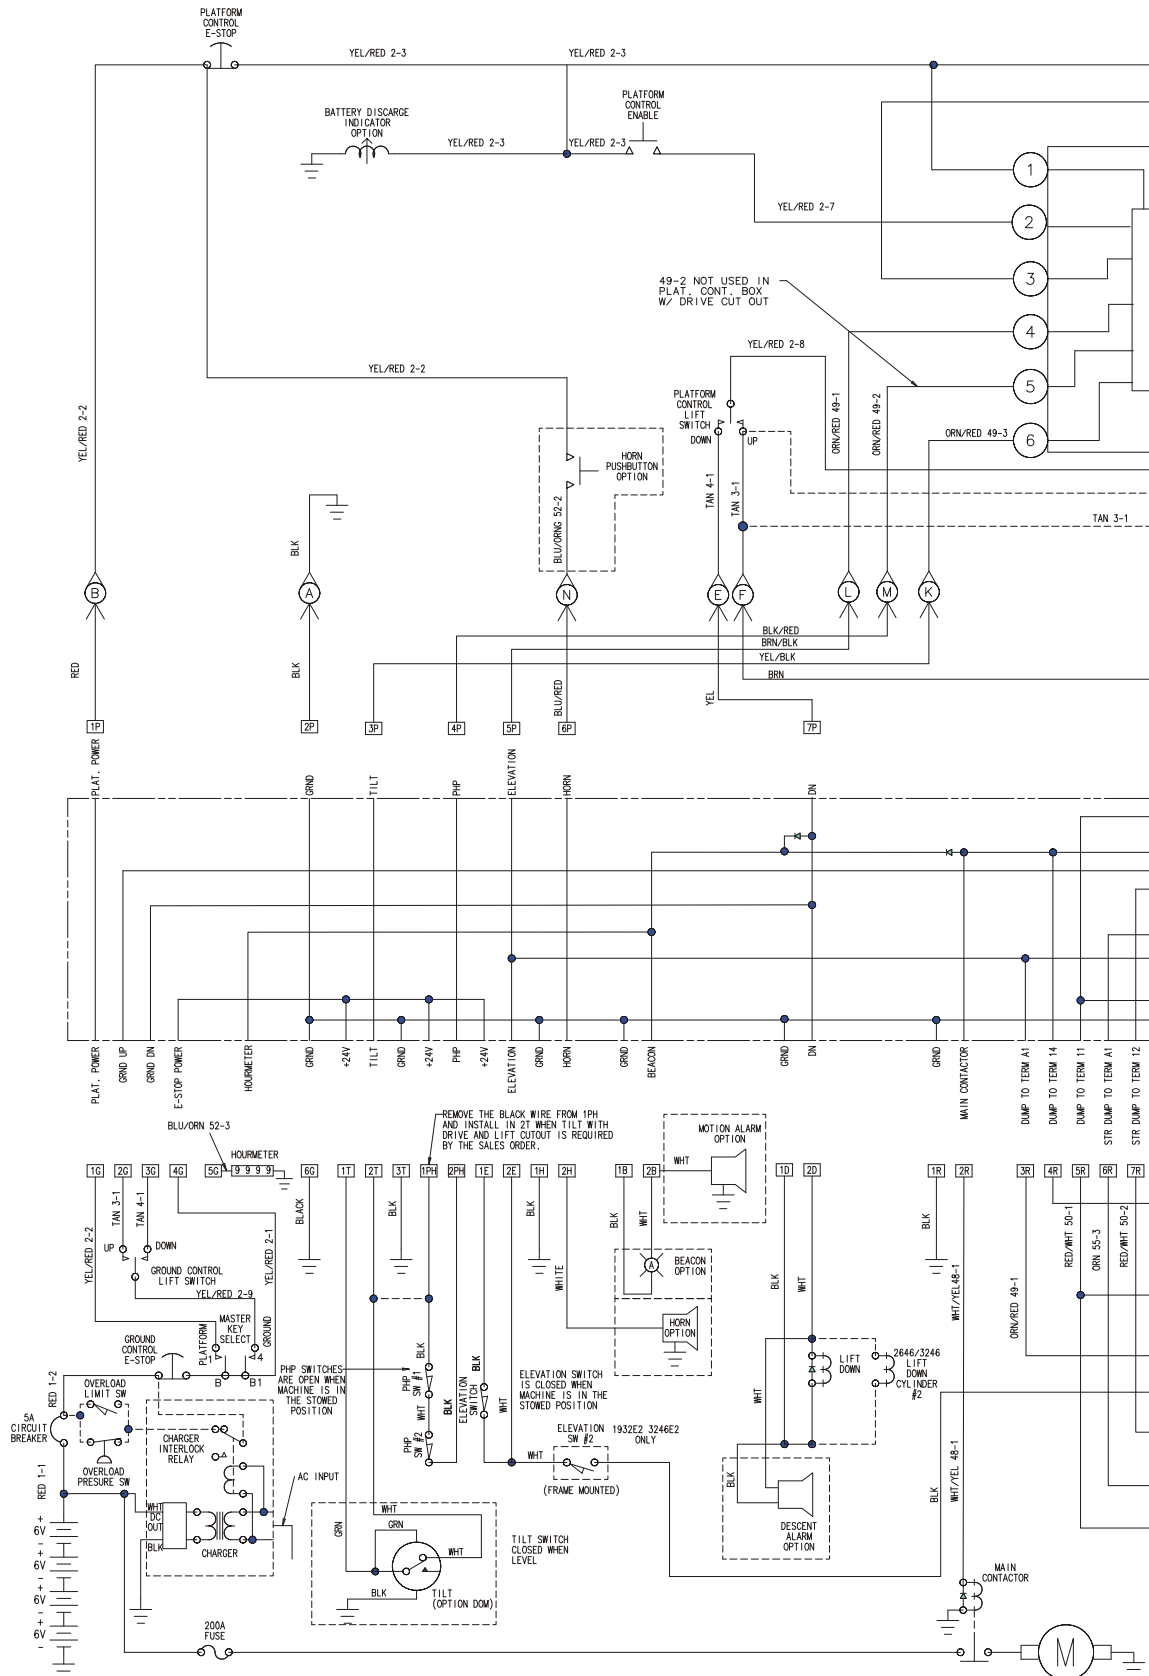 PLATFORM
CONTROL
E-STOP
YEL/RED 2-3
YEL/RED 2-3
BATTERY DISCARGE
INDICATOR
OPTION
PLATFORM
CONTROL
ENABLE
YEL/RED 2-3
YEL/RED 2-3
1
YEL/RED 2-7
2
3
49-2 NOT USED IN
PLAT. CONT. BOX
W/ DRIVE CUT OUT
4
YEL/RED 2-8
YEL/RED 2-2
5
PLATFORM
CONTROL
LIFT
SWITCH
DOWN
UP
YEL/RED 2-2
ORN/RED 49-1
ORN/RED 49-2
ORN/RED 49-3
6
HORN
PUSHBUTTON
OPTION
BLU/ORNG 52-2
TAN 4-1
TAN 3-1
TAN 3-1
BLK
B
A
N
E
F
L
M
K
BLK/RED
BRN/BLK
YEL/BLK
BRN
RED
BLK
BLU/RED
YEL
1P
2P
3P
4P
5P
6P
7P
PLAT. POWER
GRND
TILT
PHP
ELEVATION
HORN
DN
PLAT. POWER
GRND UP
GRND DN
E-STOP POWER
HOURMETER
GRND
+24V
TILT
GRND
+24V
PHP
+24V
ELEVATION
GRND
HORN
GRND
BEACON
GRND
DN
GRND
MAIN CONTACTOR
DUMP TO TERM A1
DUMP TO TERM 14
DUMP TO TERM 11
STR DUMP TO TERM A1
STR DUMP TO TERM 12
BLU/ORN 52-3
REMOVE THE BLACK WIRE FROM 1PH
AND INSTALL IN 2T WHEN TILT WITH
DRIVE AND LIFT CUTOUT IS REQUIRED
BY THE SALES ORDER.
MOTION ALARM
OPTION
HOURMETER
1G
2G
3G
4G
5G
9 9 9 9
6G
1T
2T
3T
1PH
2PH
1E
2E
1H
2H
1B
2B
WHT
1D
2D
1R
2R
3R
4R
5R
6R
7R
YEL/RED 2-2
TAN 3-1
TAN 4-1
YEL/RED 2-1
BLACK
BLK
BLK
WHITE
BLK
WHT
BLK
WHT
BLK
WHT/YEL48-1
ORN/RED 49-1
RED/WHT 50-1
ORN 55-3
RED/WHT 50-2
UP
DOWN
GROUND CONTROL
LIFT SWITCH
YEL/RED 2-9
A
BEACON
OPTION
HORN
OPTION
PLATFORM
MASTER
KEY
SELECT
GROUND
1
4
B
B1
GROUND
CONTROL
E-STOP
PHP SWITCHES
ARE OPEN WHEN
MACHINE IS IN
THE STOWED
POSITION
BLK
PHP
SW #1
WHT
PHP
SW #2
BLK
BLK
ELEVATION
SWITCH
WHT
ELEVATION SWITCH
IS CLOSED WHEN
MACHINE IS IN THE
STOWED POSITION
LIFT
DOWN
2646/3246
LIFT
DOWN
CYLINDER
#2
WHT
RED 1-2
OVERLOAD
LIMIT SW
5A
CIRCUIT
BREAKER
OVERLOAD
PRESURE SW
CHARGER
INTERLOCK
RELAY
AC INPUT
WHT
ELEVATION
SW #2
1932E2 3246E2
ONLY
(FRAME MOUNTED)
BLK
BLK
WHT/YEL 48-1
RED 1-1
WHT
DC
OUT
BLK
CHARGER
+
6V
-
+
6V
-
+
6V
-
+
6V
-
GRN
WHT
GRN
WHT
BLK
TILT
(OPTION DOM)
TILT SWITCH
CLOSED WHEN
LEVEL
DESCENT
ALARM
OPTION
MAIN
CONTACTOR
200A
FUSE
M